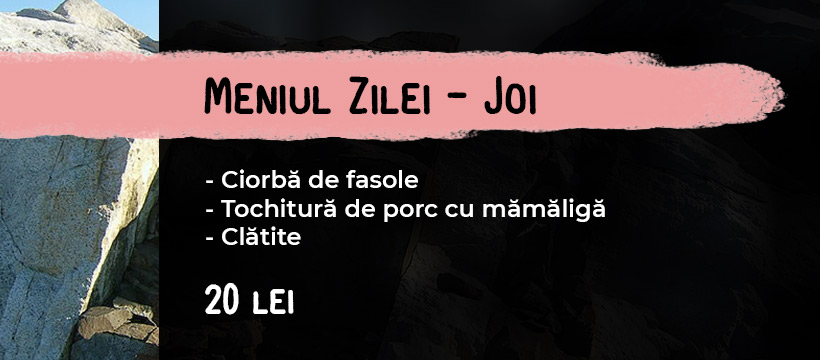 Meniul Zilei - Joi
- Ciorbă de fasole
- Tochitură de porc cu mămăligă
- Clătite
20 lei